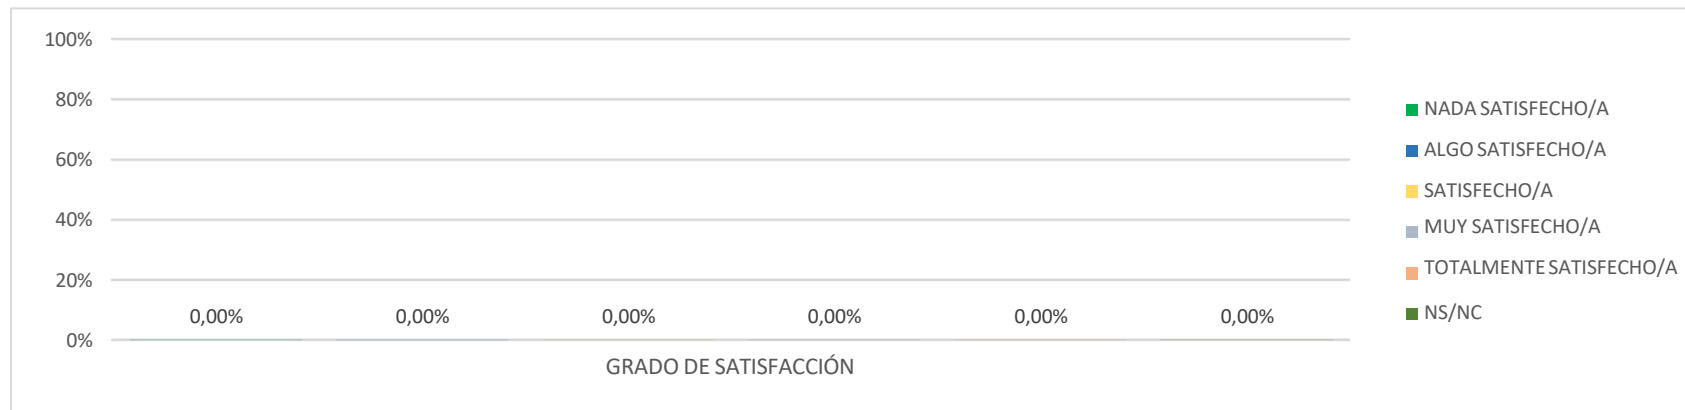 100%
80%
60%
40%
20%
0%
0,00% 0,00% 0,00% 0,00% 0,00% 0,00%
GRADO DE SATISFACCIÓN
NADA SATISFECHO/A
ALGO SATISFECHO/A
SATISFECHO/A
MUY SATISFECHO/A
TOTALMENTE SATISFECHO/A
NS/NC